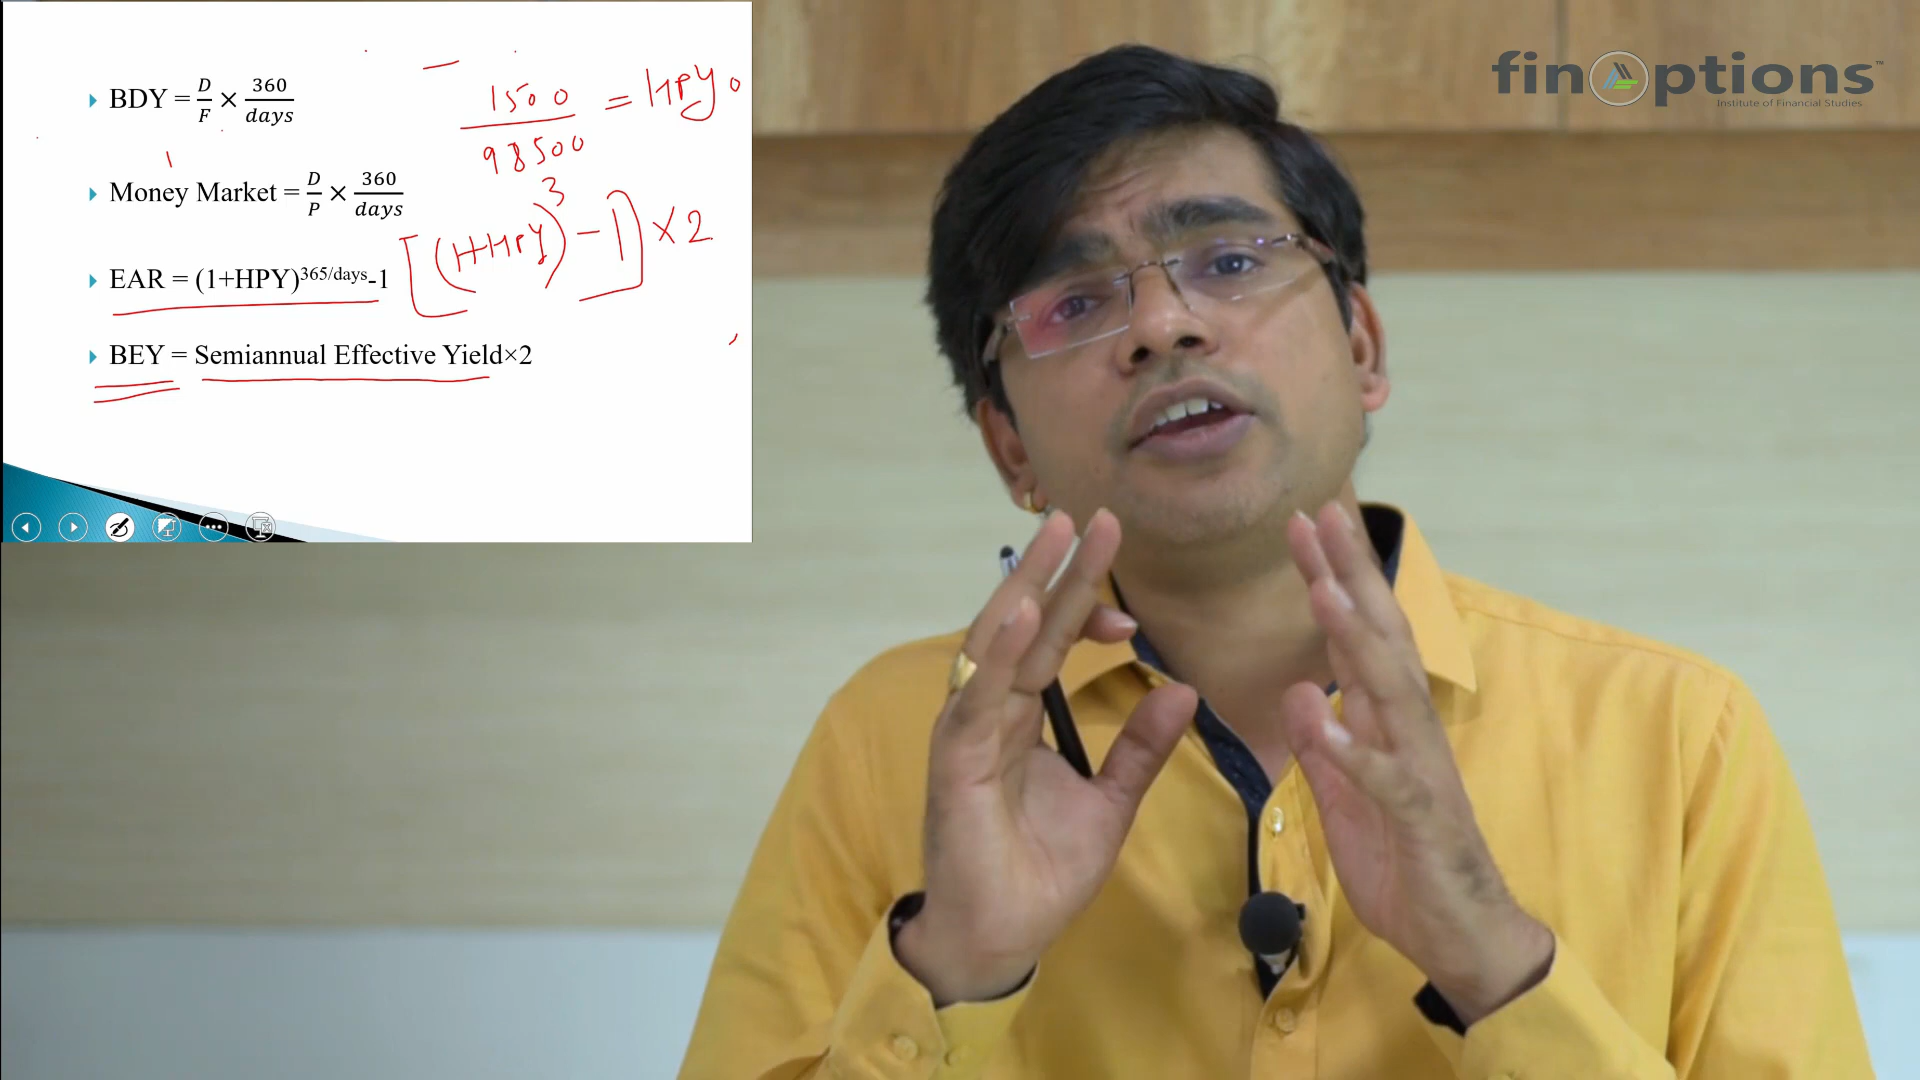 BDY = D/F × 360/days
1500/98500 = HPY
Money Market = D/P × 360/days
[(1+HPY)^3 - 1] × 2
EAR = (1+HPY)^365/days-1
BEY = Semiannual Effective Yield×2
finoptions™
Institute of Financial Studies